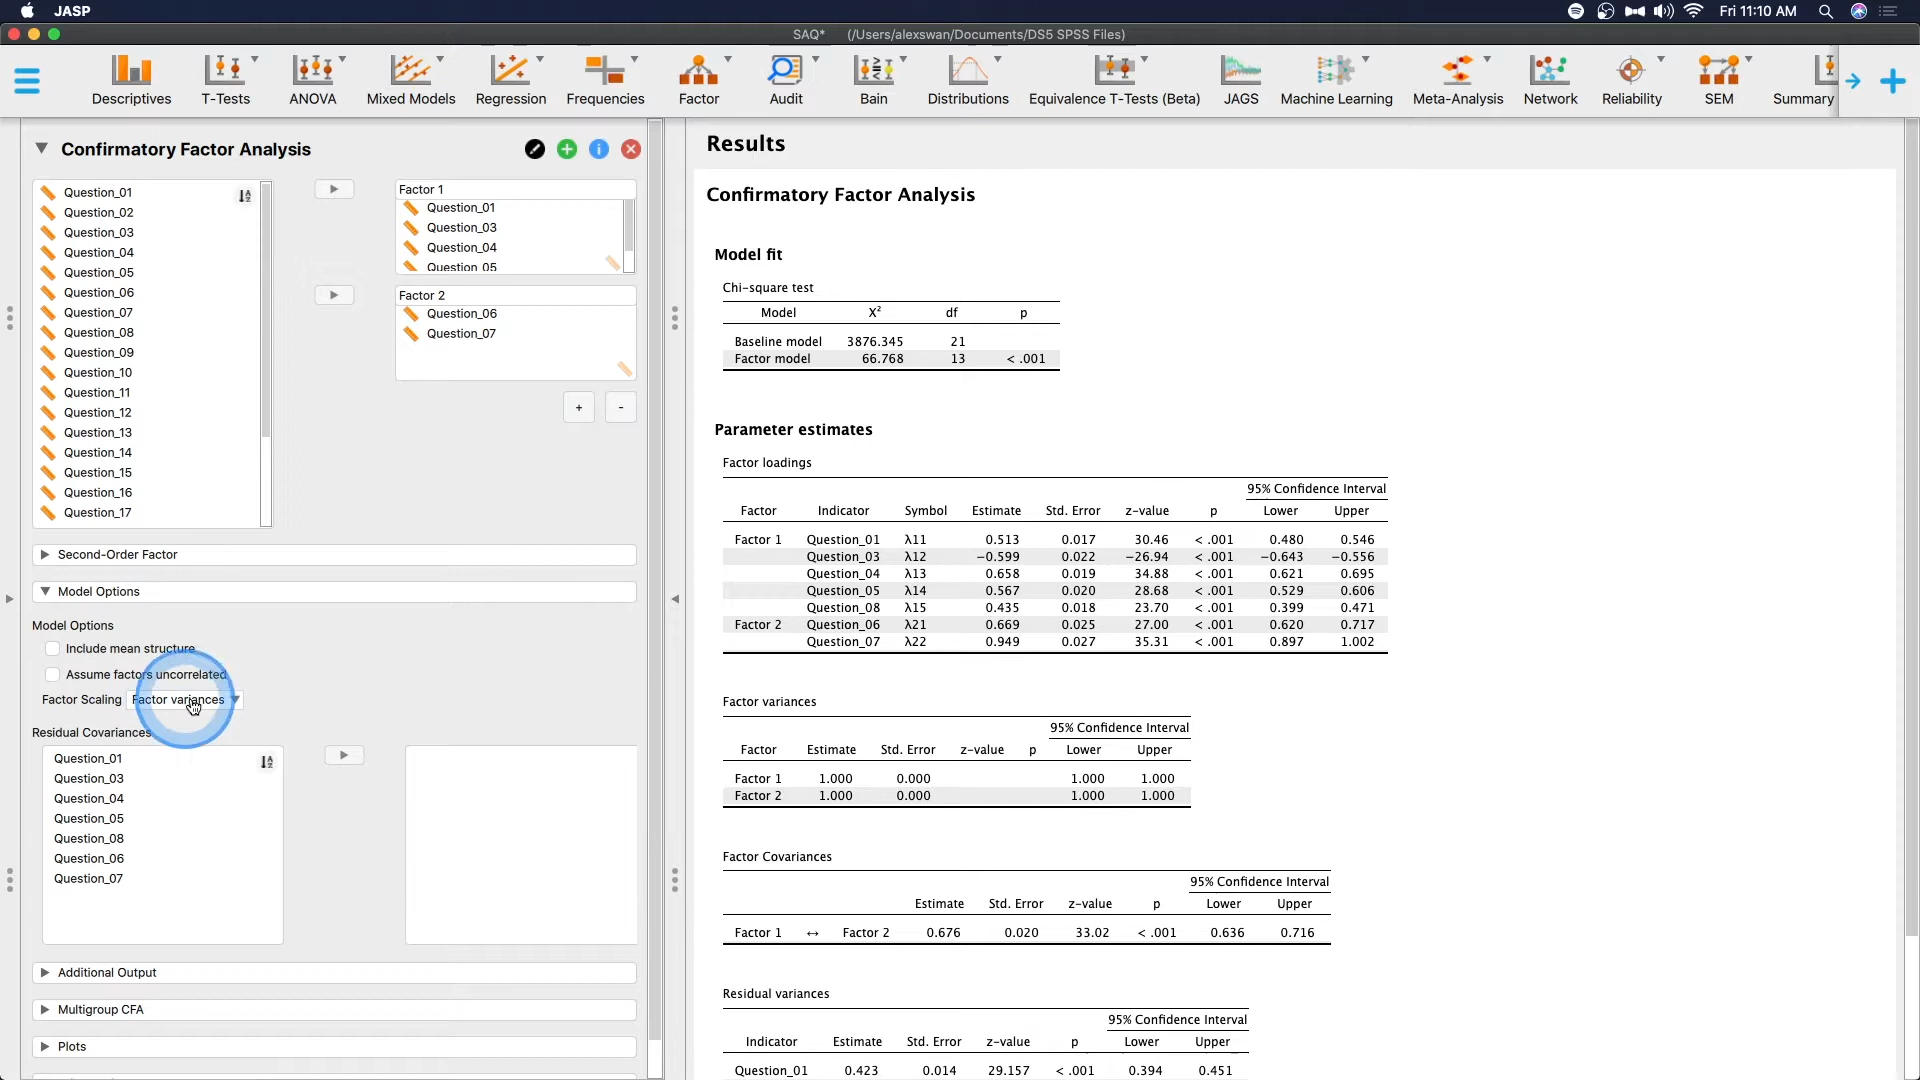 JASP
Fri 11:10 AM
SAQ* (/Users/alexswan/Documents/DS5 SPSS Files)
Descriptives
T-Tests
ANOVA
Mixed Models
Regression
Frequencies
Factor
Audit
Bain
Distributions
Equivalence T-Tests (Beta)
JAGS
Machine Learning
Meta-Analysis
Network
Reliability
SEM
Summary
Confirmatory Factor Analysis
Question_01
Question_02
Question_03
Question_04
Question_05
Question_06
Question_07
Question_08
Question_09
Question_10
Question_11
Question_12
Question_13
Question_14
Question_15
Question_16
Question_17
Factor 1
Question_01
Question_03
Question_04
Question_05
Factor 2
Question_06
Question_07
+ -
Second-Order Factor
Model Options
Model Options
Include mean structure
Assume factors uncorrelated
Factor Scaling Factor variances
Residual Covariances
Question_01
Question_03
Question_04
Question_05
Question_08
Question_06
Question_07
Additional Output
Multigroup CFA
Plots
Results
Confirmatory Factor Analysis
Model fit
Chi-square test
Model X² df p
Baseline model 3876.345 21
Factor model 66.768 13 < .001
Parameter estimates
Factor loadings
95% Confidence Interval
Factor Indicator Symbol Estimate Std. Error z-value p Lower Upper
Factor 1 Question_01 λ11 0.513 0.017 30.46 < .001 0.480 0.546
Question_03 λ12 −0.599 0.022 −26.94 < .001 −0.643 −0.556
Question_04 λ13 0.658 0.019 34.88 < .001 0.621 0.695
Question_05 λ14 0.567 0.020 28.68 < .001 0.529 0.606
Question_08 λ15 0.435 0.018 23.70 < .001 0.399 0.471
Factor 2 Question_06 λ21 0.669 0.025 27.00 < .001 0.620 0.717
Question_07 λ22 0.949 0.027 35.31 < .001 0.897 1.002
Factor variances
95% Confidence Interval
Factor Estimate Std. Error z-value p Lower Upper
Factor 1 1.000 0.000 1.000 1.000
Factor 2 1.000 0.000 1.000 1.000
Factor Covariances
95% Confidence Interval
Estimate Std. Error z-value p Lower Upper
Factor 1 ↔ Factor 2 0.676 0.020 33.02 < .001 0.636 0.716
Residual variances
95% Confidence Interval
Indicator Estimate Std. Error z-value p Lower Upper
Question_01 0.423 0.014 29.157 < .001 0.394 0.451